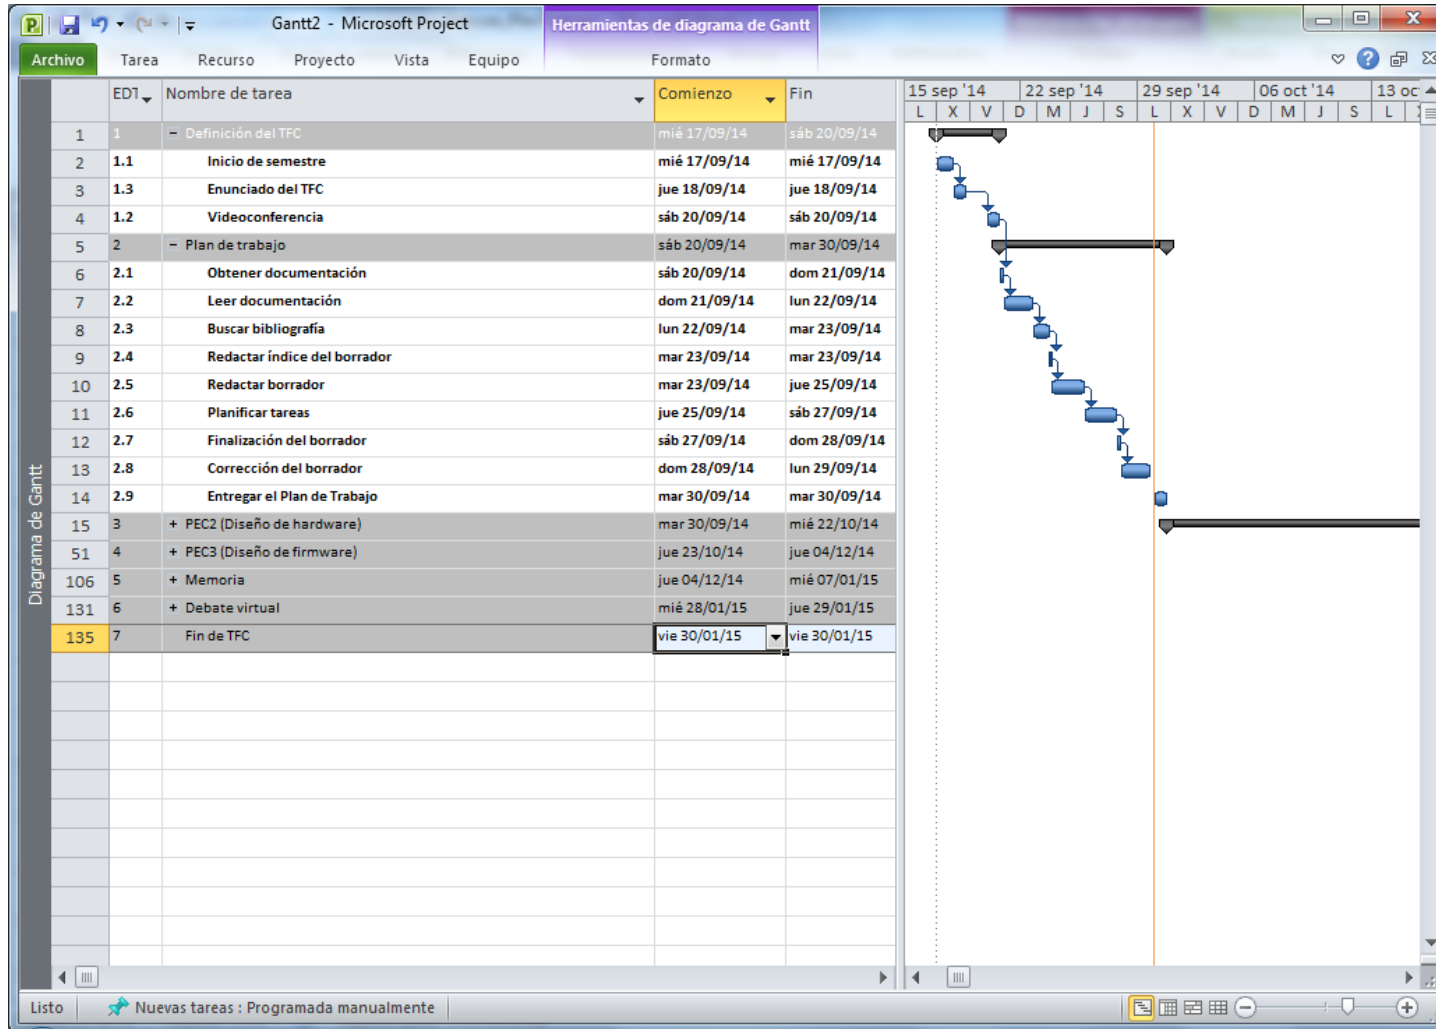 Gantt2 - Microsoft Project
Herramientas de diagrama de Gantt
Archivo Tarea Recurso Proyecto Vista Equipo Formato
EDT Nombre de tarea Comienzo Fin
15 sep '14 22 sep '14 29 sep '14 06 oct '14 13 oc
L X V D M J S L X V D M J S L
1 1 Definición del TFC mié 17/09/14 sáb 20/09/14
2 1.1 Inicio de semestre mié 17/09/14 mié 17/09/14
3 1.3 Enunciado del TFC jue 18/09/14 jue 18/09/14
4 1.2 Videoconferencia sáb 20/09/14 sáb 20/09/14
5 2 Plan de trabajo sáb 20/09/14 mar 30/09/14
6 2.1 Obtener documentación sáb 20/09/14 dom 21/09/14
7 2.2 Leer documentación dom 21/09/14 lun 22/09/14
8 2.3 Buscar bibliografía lun 22/09/14 mar 23/09/14
9 2.4 Redactar índice del borrador mar 23/09/14 mar 23/09/14
10 2.5 Redactar borrador mar 23/09/14 jue 25/09/14
11 2.6 Planificar tareas jue 25/09/14 sáb 27/09/14
12 2.7 Finalización del borrador sáb 27/09/14 dom 28/09/14
13 2.8 Corrección del borrador dom 28/09/14 lun 29/09/14
14 2.9 Entregar el Plan de Trabajo mar 30/09/14 mar 30/09/14
15 3 + PEC2 (Diseño de hardware) mar 30/09/14 mié 22/10/14
51 4 + PEC3 (Diseño de firmware) jue 23/10/14 jue 04/12/14
106 5 + Memoria jue 04/12/14 mié 07/01/15
131 6 + Debate virtual mié 28/01/15 jue 29/01/15
135 7 Fin de TFC vie 30/01/15 vie 30/01/15
Diagrama de Gantt
Listo Nuevas tareas : Programada manualmente